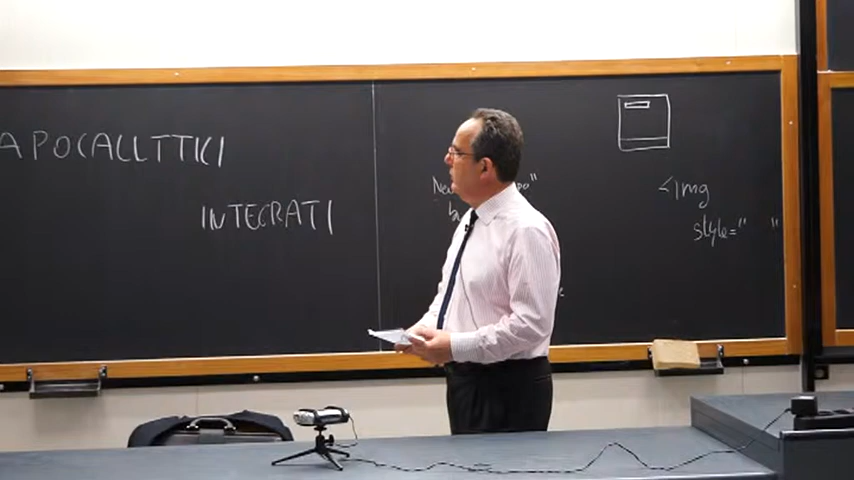 APOCALLTTICI
INTEGRATI
<img
style="      "